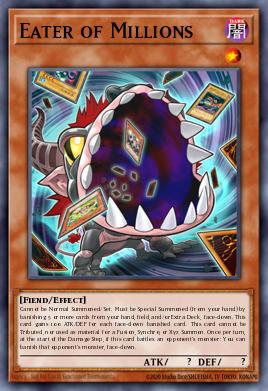 EATER OF MILLIONS
DARK
闇
[FIEND/EFFECT]
Cannot be Normal Summoned/Set. Must be Special Summoned (from your hand) by
banishing 5 or more cards from your hand, field, and/or Extra Deck, face-down. This
card gains 100 ATK/DEF for each face-down banished card. This card cannot be
Tributed, nor used as material for a Fusion, Synchro, or Xyz Summon. Once per turn,
at the start of the Damage Step, if this card battles an opponent's monster: You can
banish that opponent's monster, face-down.
ATK/ ? DEF/ ?
©2020 Studio Dice/SHUEISHA, TV TOKYO, KONAMI